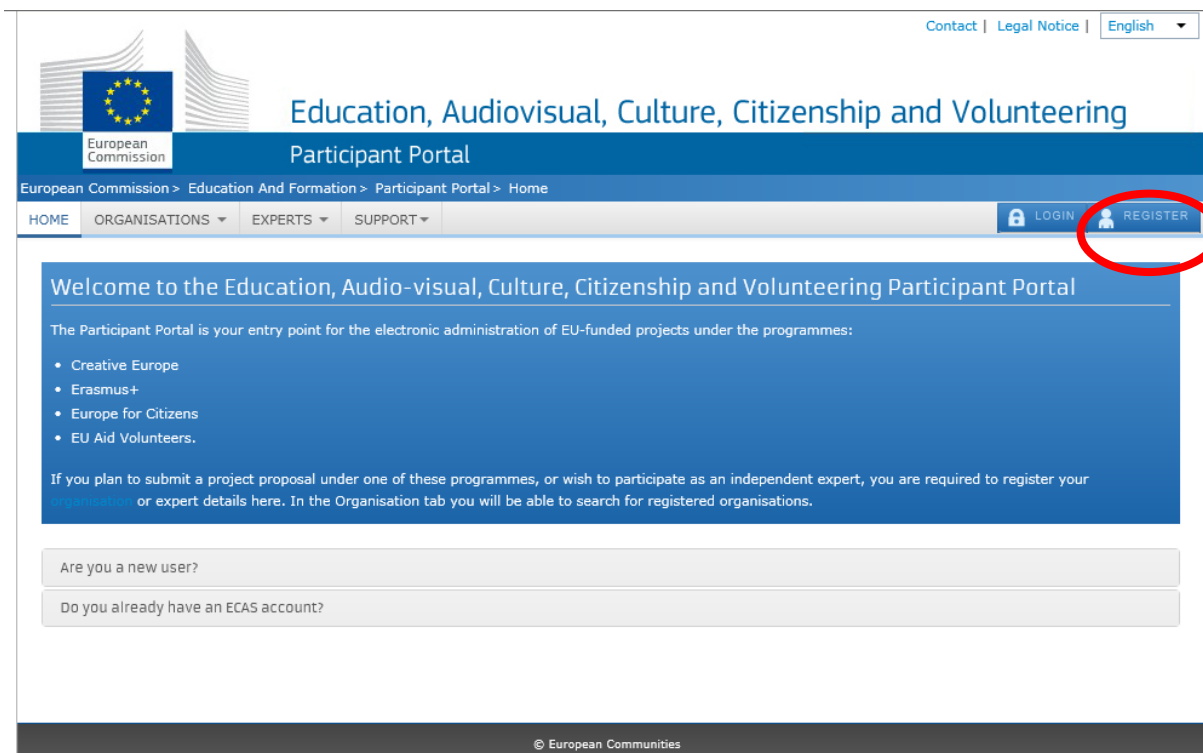 Contact | Legal Notice | English
Education, Audiovisual, Culture, Citizenship and Volunteering
European
Commission
Participant Portal
European Commission > Education And Formation > Participant Portal > Home
HOME ORGANISATIONS EXPERTS SUPPORT LOGIN REGISTER
Welcome to the Education, Audio-visual, Culture, Citizenship and Volunteering Participant Portal
The Participant Portal is your entry point for the electronic administration of EU-funded projects under the programmes:
• Creative Europe
• Erasmus+
• Europe for Citizens
• EU Aid Volunteers.
If you plan to submit a project proposal under one of these programmes, or wish to participate as an independent expert, you are required to register your
organisation or expert details here. In the Organisation tab you will be able to search for registered organisations.
Are you a new user?
Do you already have an ECAS account?
© European Communities